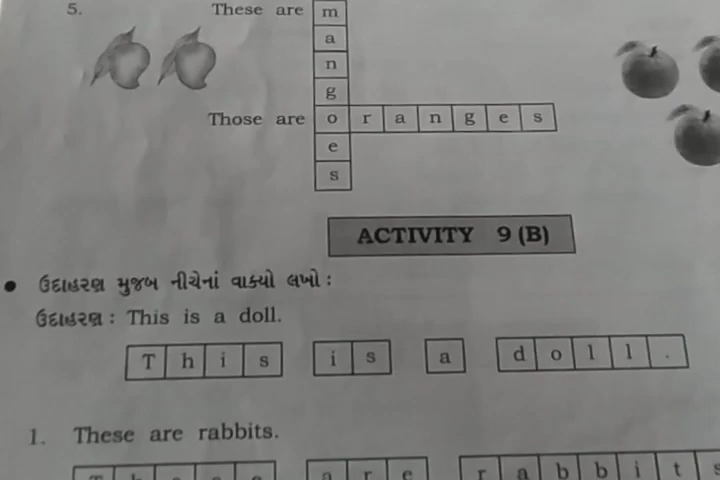 5. These are m
a
n
g
Those are o r a n g e s
e
s
ACTIVITY 9 (B)
• ઉદાહરણ મુજબ નીચેનાં વાક્યો લખો :
ઉદાહરણ : This is a doll.
T h i s i s a d o l l .
1. These are rabbits.
T h e s e a r e r a b b i t s